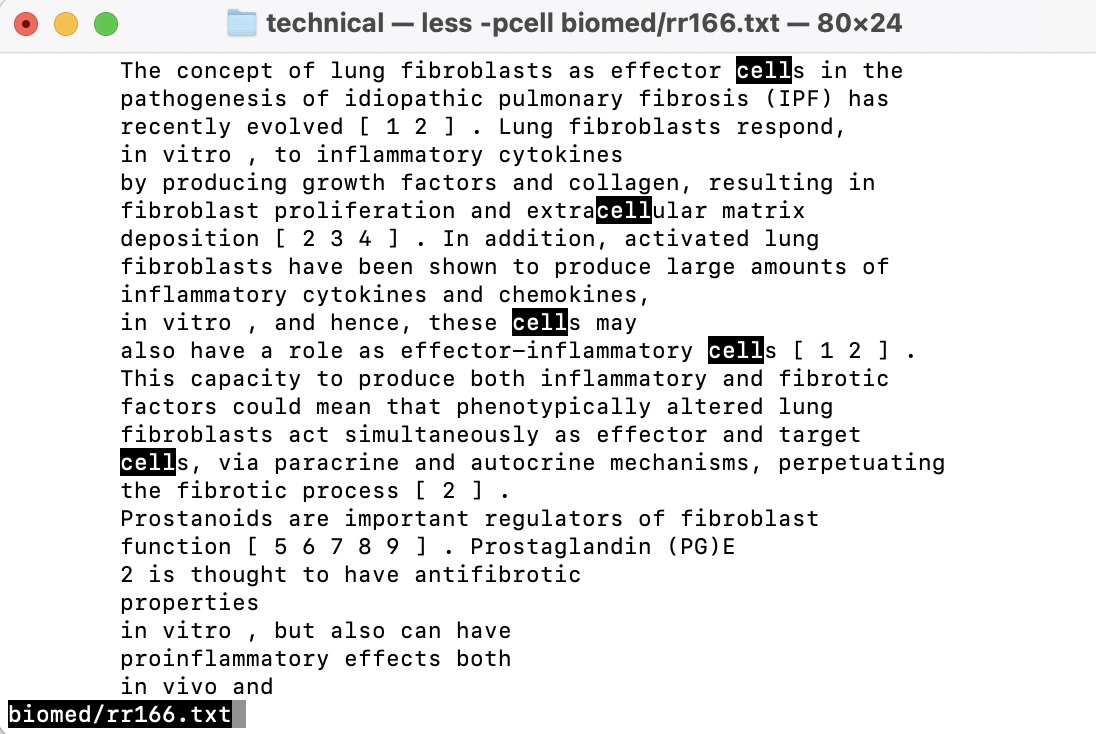 technical — less -pcell biomed/rr166.txt — 80×24
The concept of lung fibroblasts as effector cells in the
pathogenesis of idiopathic pulmonary fibrosis (IPF) has
recently evolved [ 1 2 ] . Lung fibroblasts respond,
in vitro , to inflammatory cytokines
by producing growth factors and collagen, resulting in
fibroblast proliferation and extracellular matrix
deposition [ 2 3 4 ] . In addition, activated lung
fibroblasts have been shown to produce large amounts of
inflammatory cytokines and chemokines,
in vitro , and hence, these cells may
also have a role as effector-inflammatory cells [ 1 2 ] .
This capacity to produce both inflammatory and fibrotic
factors could mean that phenotypically altered lung
fibroblasts act simultaneously as effector and target
cells, via paracrine and autocrine mechanisms, perpetuating
the fibrotic process [ 2 ] .
Prostanoids are important regulators of fibroblast
function [ 5 6 7 8 9 ] . Prostaglandin (PG)E
2 is thought to have antifibrotic
properties
in vitro , but also can have
proinflammatory effects both
in vivo and
biomed/rr166.txt